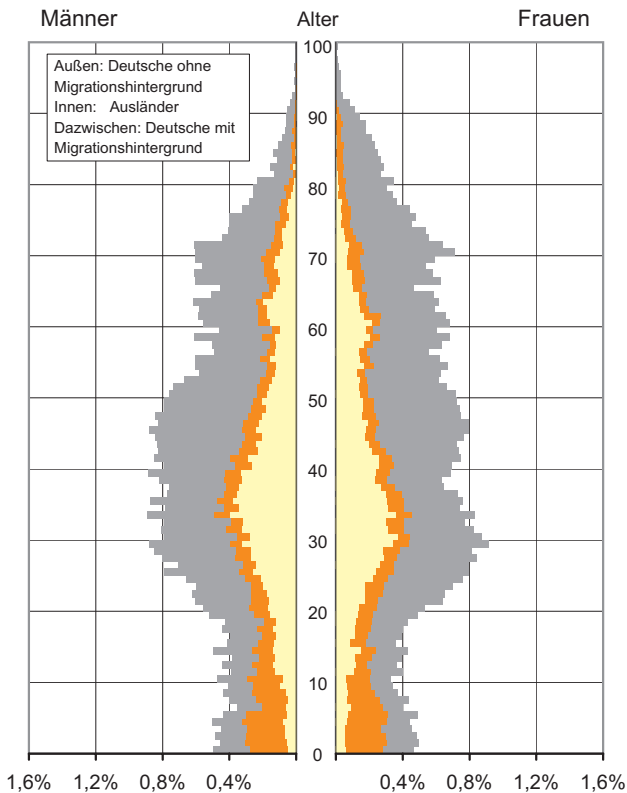 Männer Alter Frauen
Außen: Deutsche ohne
Migrationshintergrund
Innen: Ausländer
Dazwischen: Deutsche mit
Migrationshintergrund
100
90
80
70
60
50
40
30
20
10
0
1,6% 1,2% 0,8% 0,4% 0,4% 0,8% 1,2% 1,6%